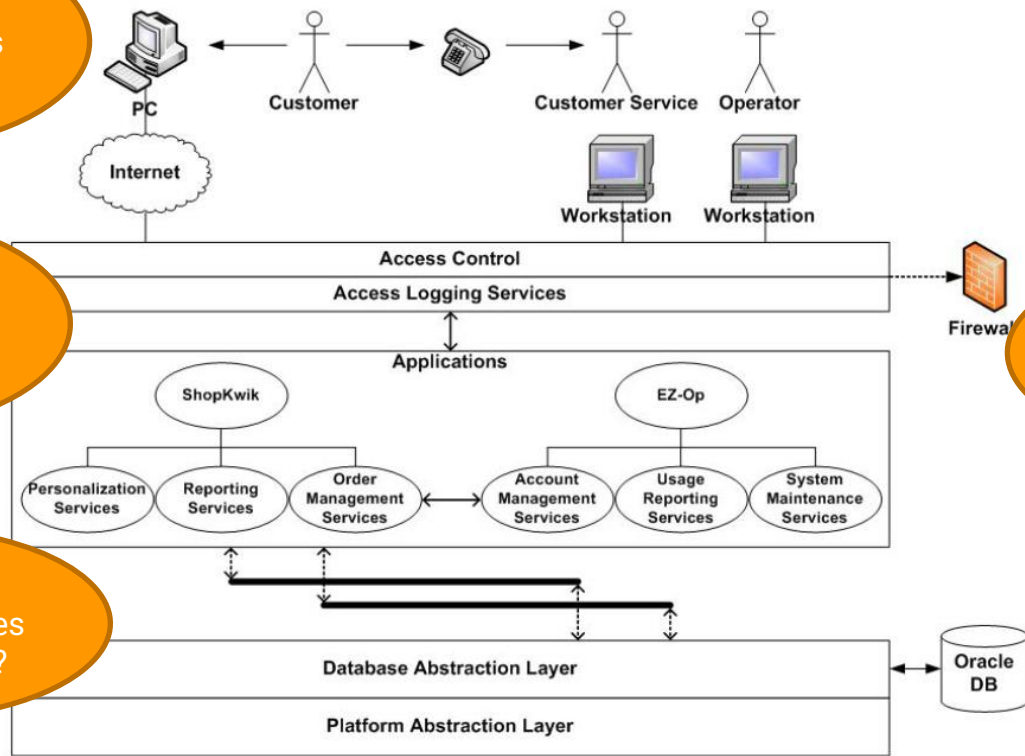 s
PC
Customer
Customer Service
Operator
Internet
Workstation
Workstation
Access Control
Access Logging Services
Applications
ShopKwik
EZ-Op
Personalization
Services
Reporting
Services
Order
Management
Services
Account
Management
Services
Usage
Reporting
Services
System
Maintenance
Services
es
?
Database Abstraction Layer
Platform Abstraction Layer
Oracle
DB